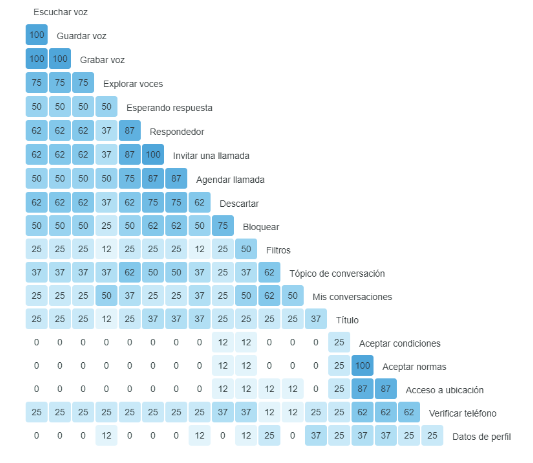 Escuchar voz
100 Guardar voz
100 100 Grabar voz
75 75 75 Explorar voces
50 50 50 50 Esperando respuesta
62 62 62 37 87 Respondedor
62 62 62 37 87 100 Invitar una llamada
50 50 50 50 75 87 87 Agendar llamada
62 62 62 37 62 75 75 62 Descartar
50 50 50 25 50 62 62 50 75 Bloquear
25 25 25 12 25 25 25 12 25 50 Filtros
37 37 37 37 62 50 50 37 25 37 62 Tópico de conversación
25 25 25 50 37 25 25 37 25 50 62 50 Mis conversaciones
25 25 25 12 25 37 37 37 25 25 25 25 37 Título
0 0 0 0 0 0 0 0 12 12 0 0 0 25 Aceptar condiciones
0 0 0 0 0 0 0 0 12 12 0 0 0 25 100 Aceptar normas
0 0 0 0 0 0 0 0 12 12 12 12 0 25 87 87 Acceso a ubicación
25 25 25 25 25 25 25 25 37 37 12 12 25 25 62 62 62 Verificar teléfono
0 0 0 12 0 0 0 12 0 12 25 0 37 25 37 37 25 25 Datos de perfil